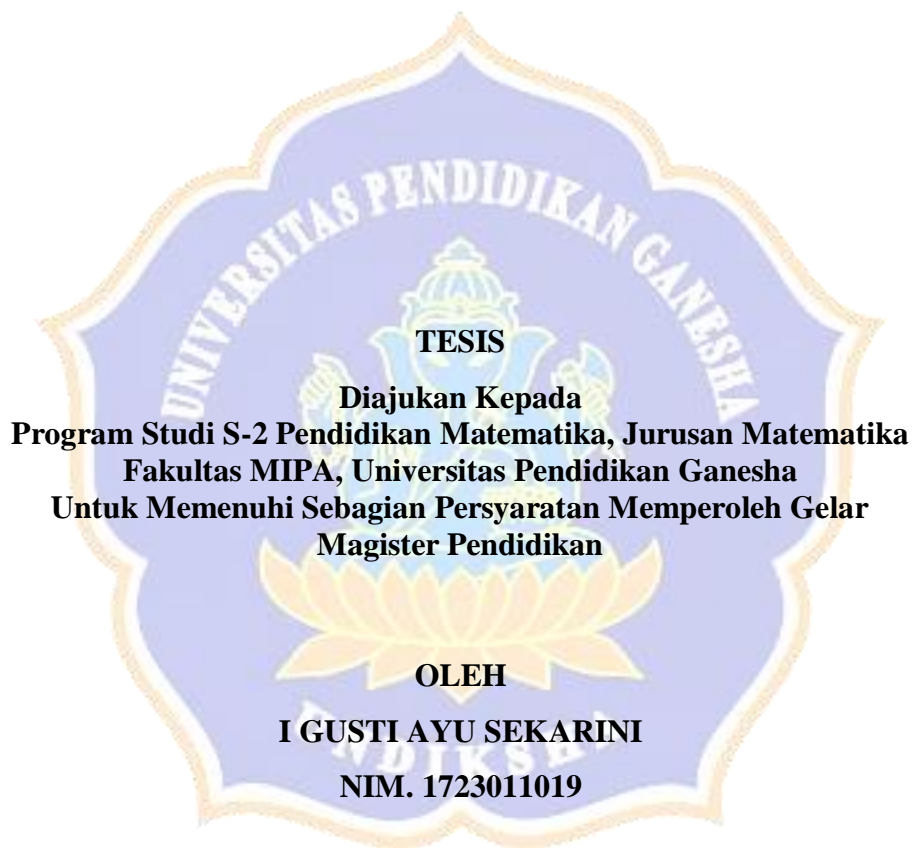 UNIVERSITAS PENDIDIKAN GANESHA
TESIS
Diajukan Kepada
Program Studi S-2 Pendidikan Matematika, Jurusan Matematika
Fakultas MIPA, Universitas Pendidikan Ganesha
Untuk Memenuhi Sebagian Persyaratan Memperoleh Gelar
Magister Pendidikan
OLEH
I GUSTI AYU SEKARINI
NIM. 1723011019
UNDIKSHA